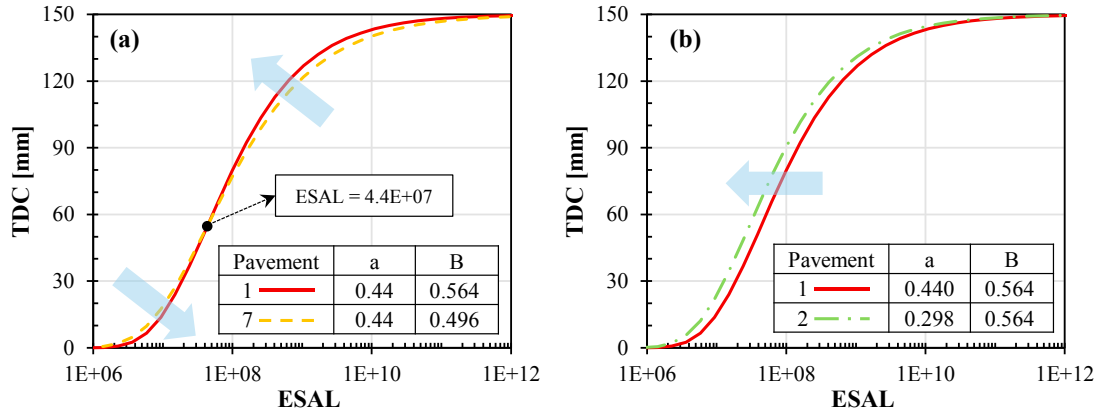 (a)
TDC [mm]
150
120
90
60
30
0
ESAL = 4.4E+07
Pavement a B
1 0.44 0.564
7 0.44 0.496
1E+06 1E+08 1E+10 1E+12
ESAL
(b)
TDC [mm]
150
120
90
60
30
0
Pavement a B
1 0.440 0.564
2 0.298 0.564
1E+06 1E+08 1E+10 1E+12
ESAL